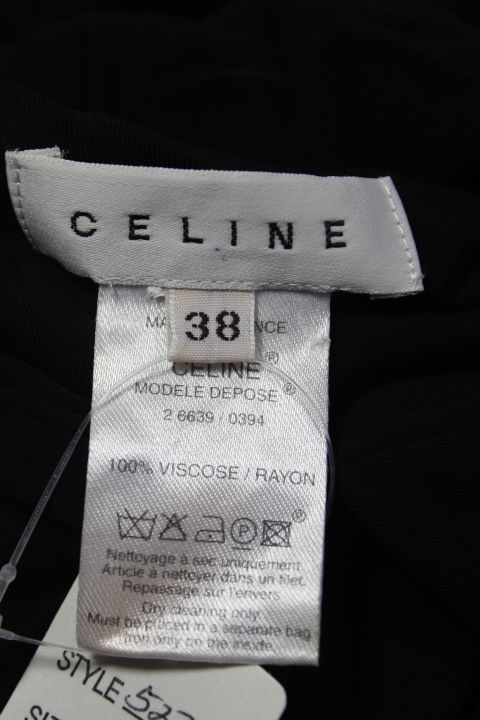 CELINE
38
CELINE®
MODELE DEPOSE®
2 6639 / 0394
100% VISCOSE / RAYON
P
®
Nettoyage à sec uniquement
Article à nettoyer dans un filet.
Repassage sur l'envers
Dry cleaning only
Must be placed in a separate bag
Iron only on the inside.
STYLE